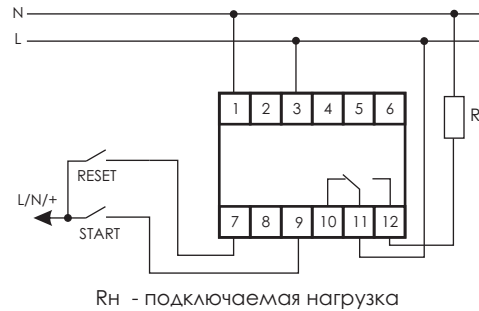 N
L
1 2 3 4 5 6
R
RESET
L/N/+
START
7 8 9 10 11 12
Rн - подключаемая нагрузка